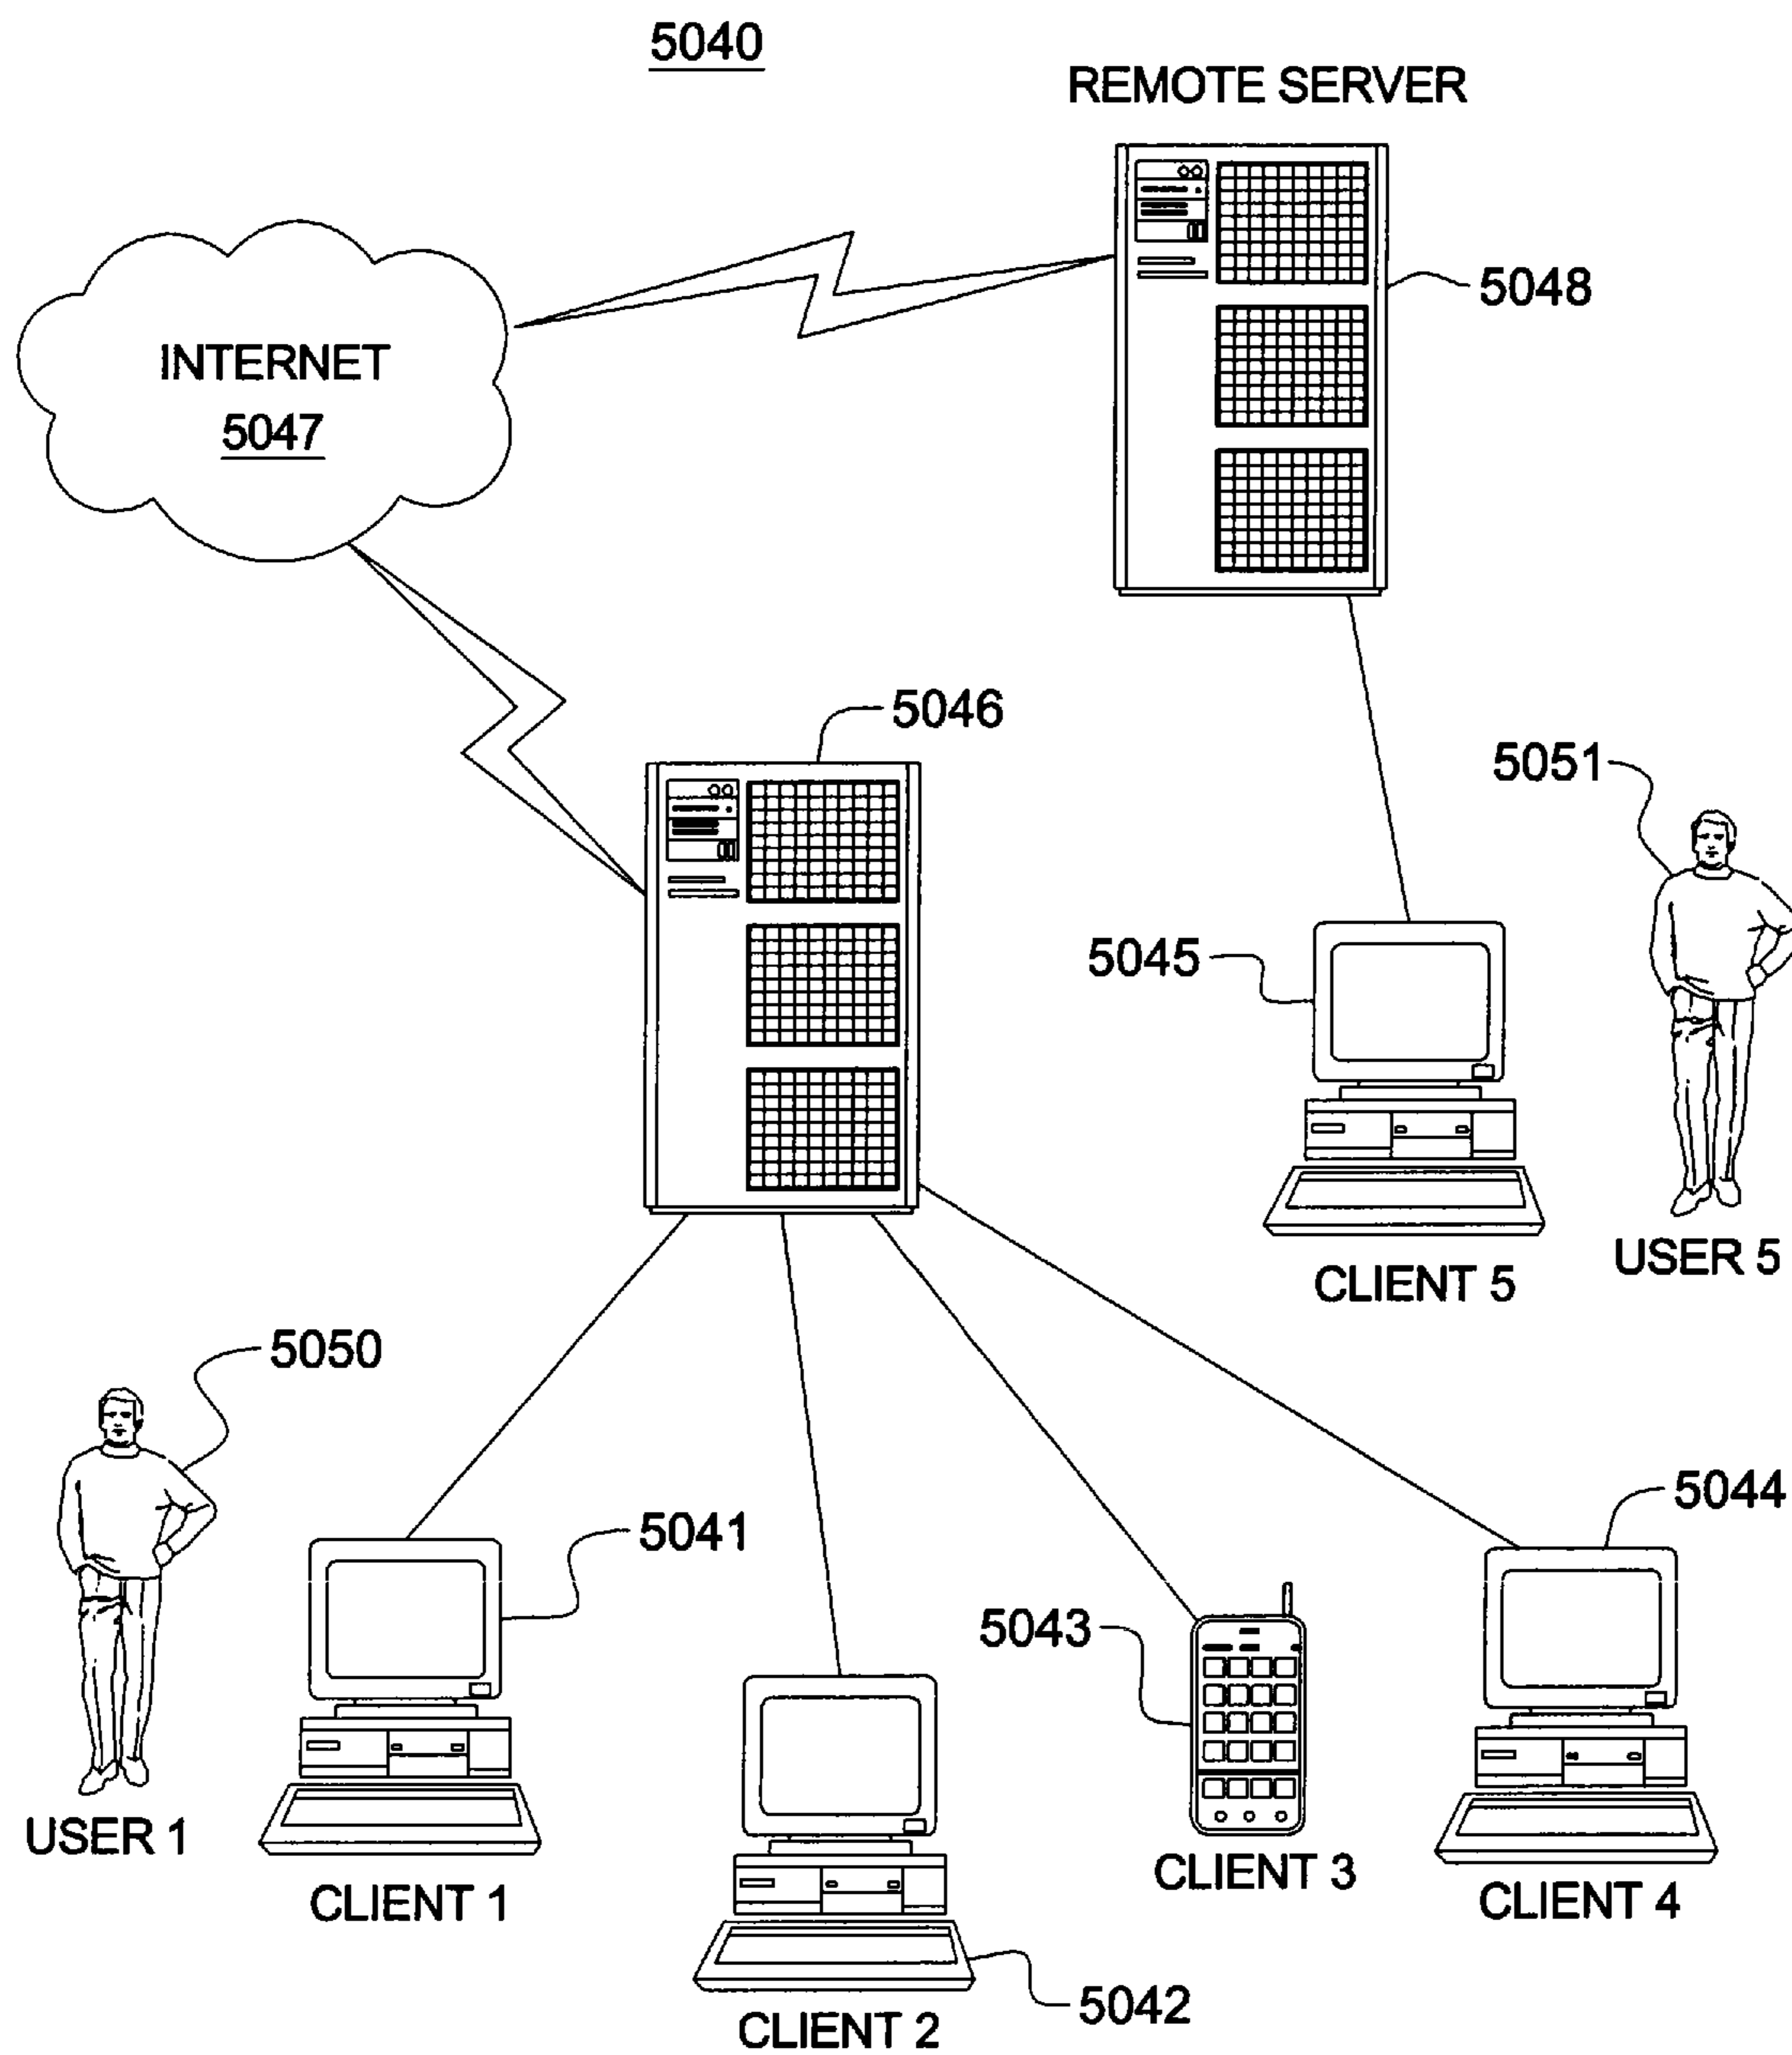 5040
REMOTE SERVER
5048
INTERNET
5047
5046
5051
5045
USER 5
CLIENT 5
5050
5041
5044
5043
USER 1
CLIENT 1
CLIENT 3
CLIENT 4
5042
CLIENT 2